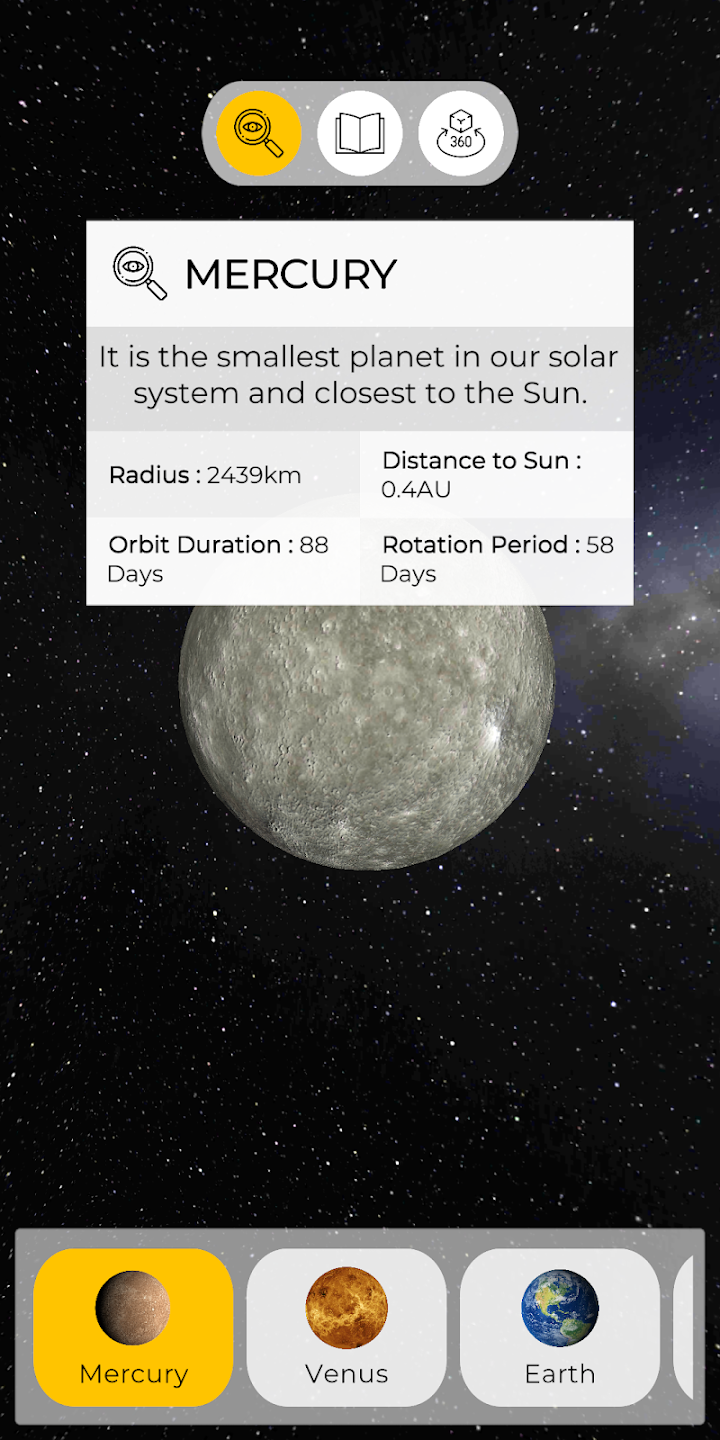 360
MERCURY
It is the smallest planet in our solar
system and closest to the Sun.
Radius : 2439km
Distance to Sun :
0.4AU
Orbit Duration : 88
Days
Rotation Period : 58
Days
Mercury
Venus
Earth